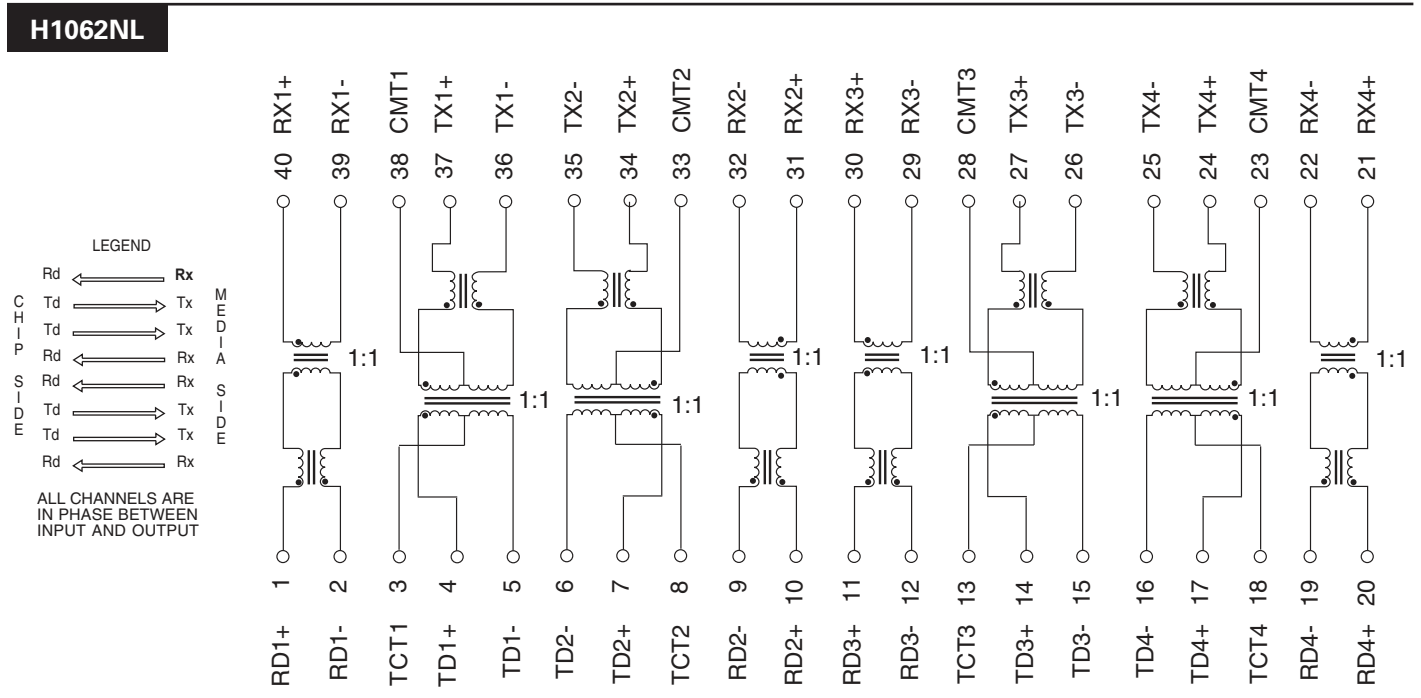 H1062NL
RX1+ RX1- CMT1 TX1+ TX1- TX2- TX2+ CMT2 RX2- RX2+ RX3+ RX3- CMT3 TX3+ TX3- TX4- TX4+ CMT4 RX4- RX4+
40 39 38 37 36 35 34 33 32 31 30 29 28 27 26 25 24 23 22 21
LEGEND
CHIP SIDE
MEDIA SIDE
Rd Rx
Td Tx
Td Tx
Rd Rx
Rd Rx
Td Tx
Td Tx
Rd Rx
ALL CHANNELS ARE
IN PHASE BETWEEN
INPUT AND OUTPUT
1:1 1:1 1:1 1:1 1:1 1:1 1:1 1:1
1 2 3 4 5 6 7 8 9 10 11 12 13 14 15 16 17 18 19 20
RD1+ RD1- TCT1 TD1+ TD1- TD2- TD2+ TCT2 RD2- RD2+ RD3+ RD3- TCT3 TD3+ TD3- TD4- TD4+ TCT4 RD4- RD4+